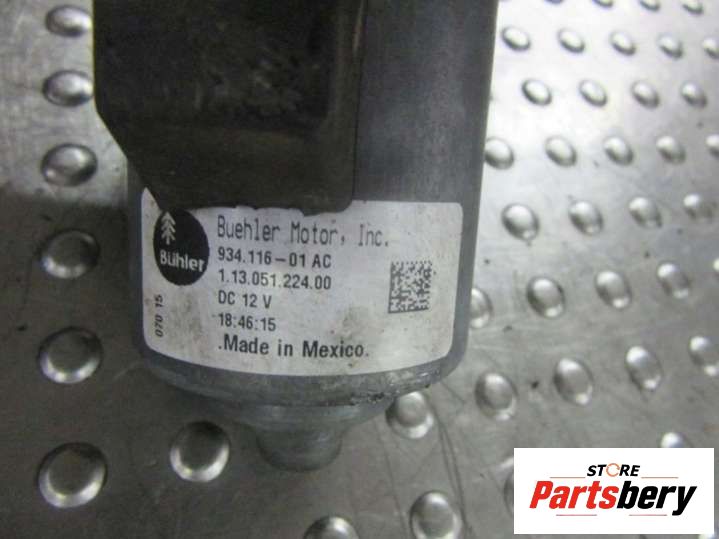 Buehler Motor, Inc.
Bühler
934.116-01 AC
1.13.051.224.00
DC 12 V
18:46:15
.Made in Mexico.
070 15
STORE
Partsbery